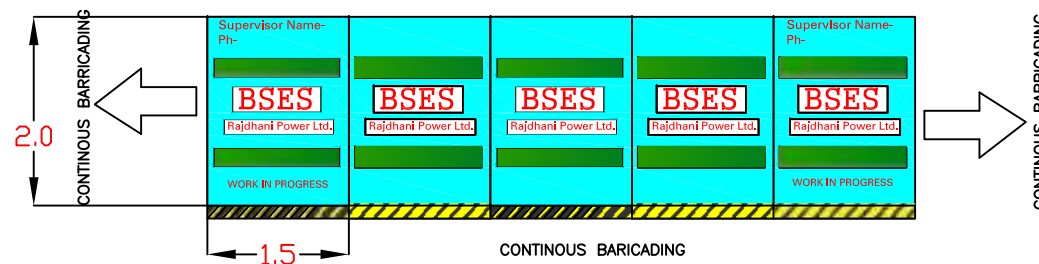 CONTINOUS BARRICADING
2.0
Supervisor Name-
Ph-
BSES
Rajdhani Power Ltd.
WORK IN PROGRESS
BSES
Rajdhani Power Ltd.
BSES
Rajdhani Power Ltd.
BSES
Rajdhani Power Ltd.
Supervisor Name-
Ph-
BSES
Rajdhani Power Ltd.
WORK IN PROGRESS
1.5
CONTINOUS BARICADING
CONTINOUS BARRICADING